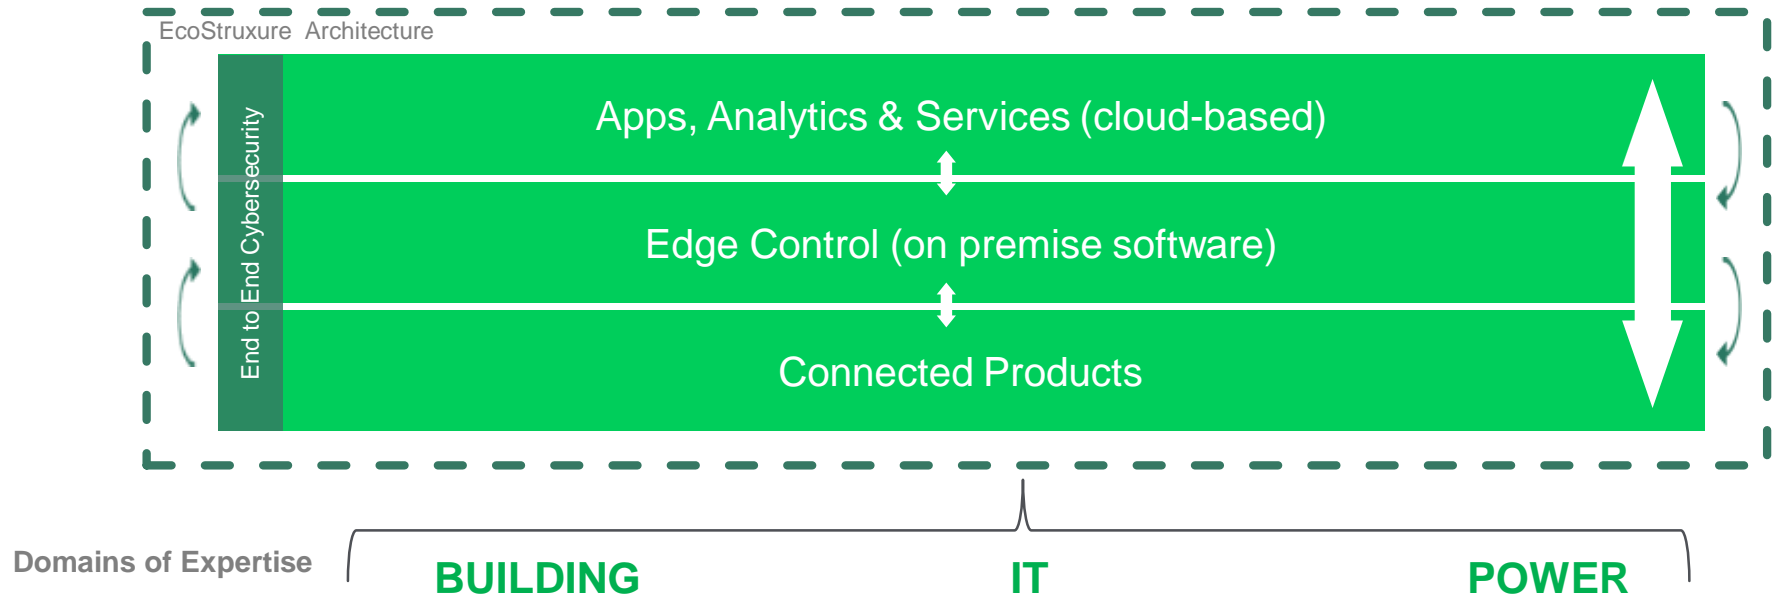 EcoStruxure Architecture
End to End Cybersecurity
Apps, Analytics & Services (cloud-based)
Edge Control (on premise software)
Connected Products
Domains of Expertise
BUILDING
IT
POWER